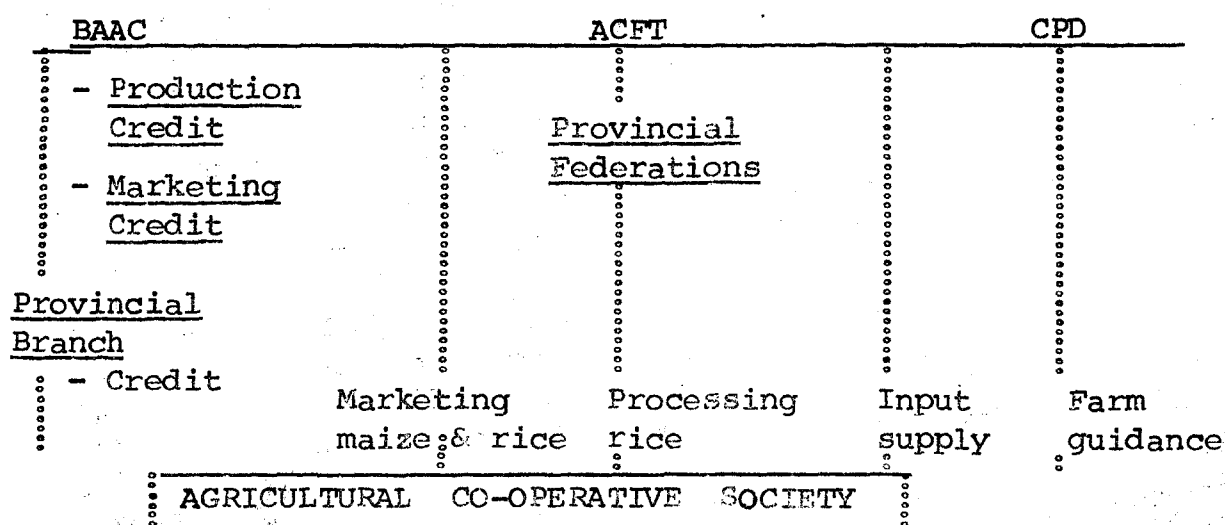 BAAC ACFT CPD
- Production
Credit
Provincial
Federations
- Marketing
Credit
Provincial
Branch
- Credit
Marketing Processing Input Farm
maize & rice rice supply guidance
AGRICULTURAL CO-OPERATIVE SOCIETY